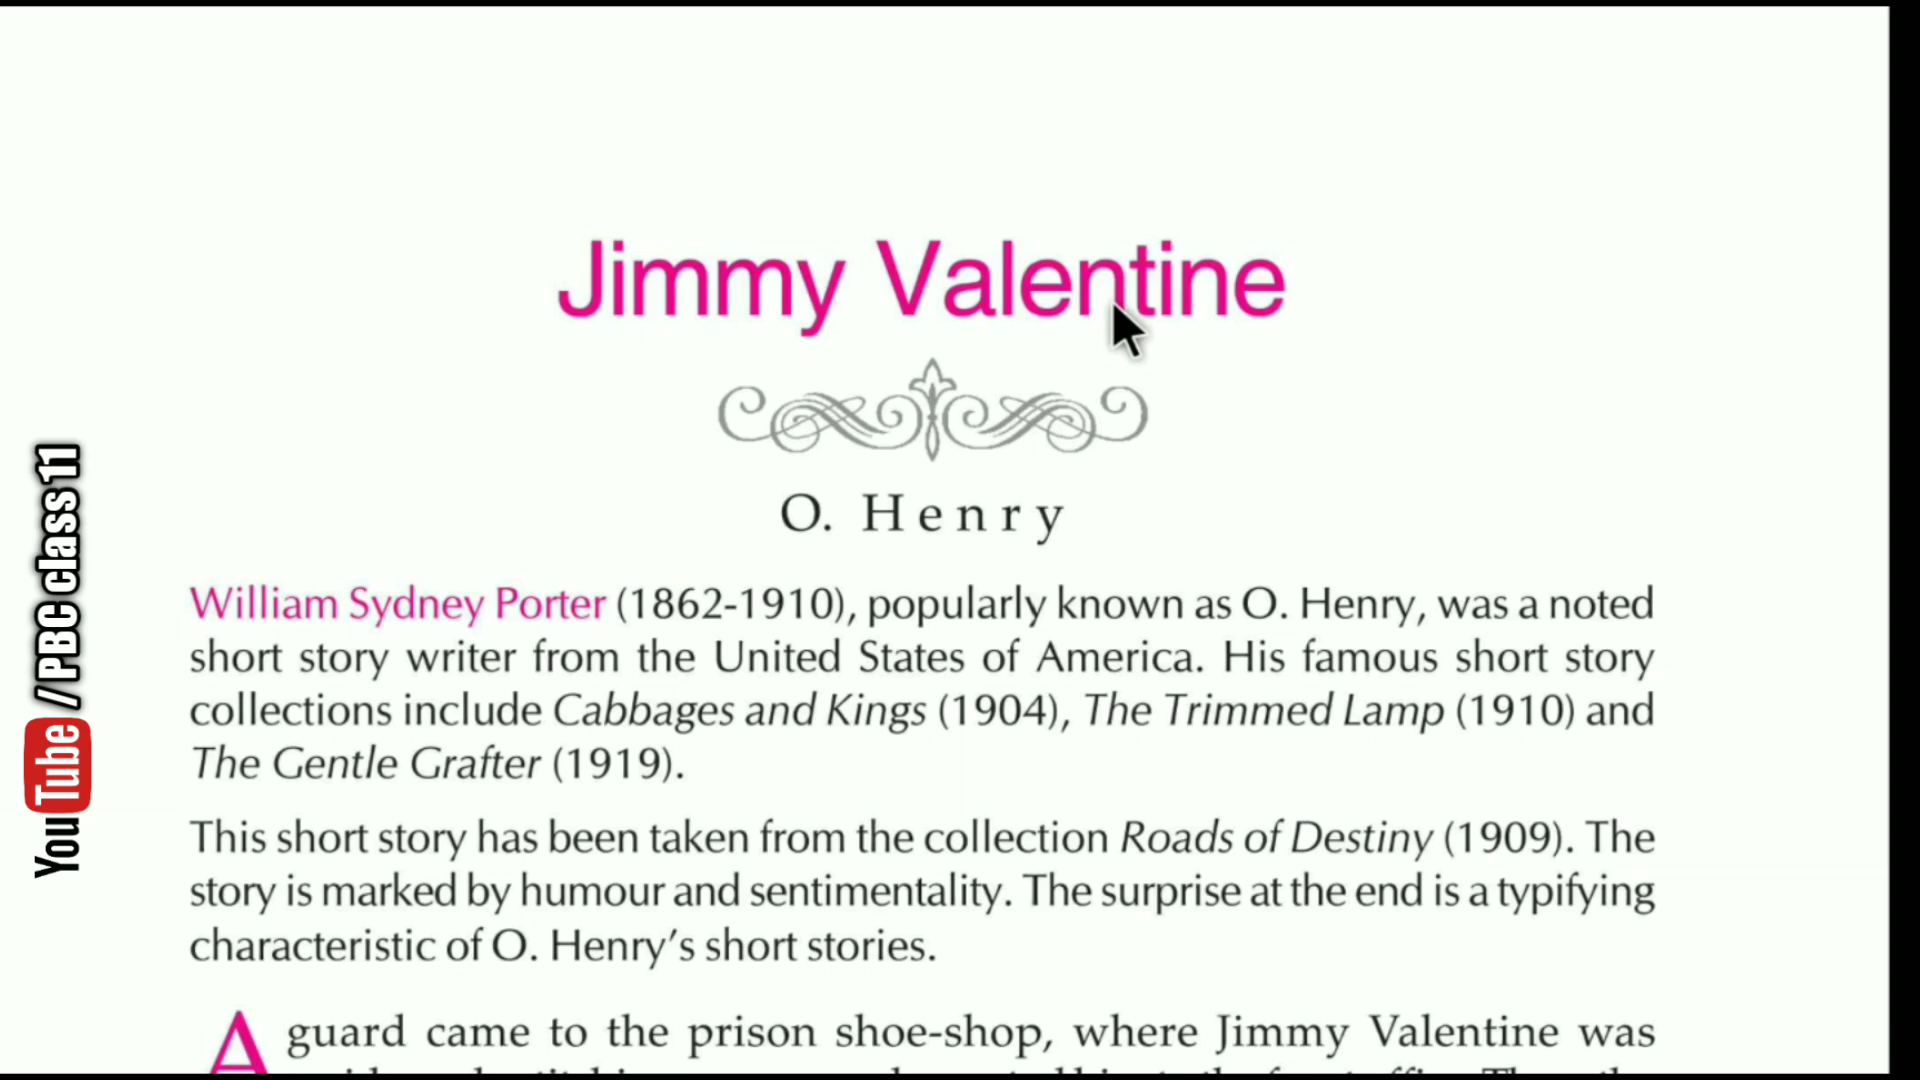 Jimmy Valentine
O. Henry
William Sydney Porter (1862-1910), popularly known as O. Henry, was a noted
short story writer from the United States of America. His famous short story
collections include Cabbages and Kings (1904), The Trimmed Lamp (1910) and
The Gentle Grafter (1919).
This short story has been taken from the collection Roads of Destiny (1909). The
story is marked by humour and sentimentality. The surprise at the end is a typifying
characteristic of O. Henry's short stories.
A guard came to the prison shoe-shop, where Jimmy Valentine was
YouTube /PBCclass11